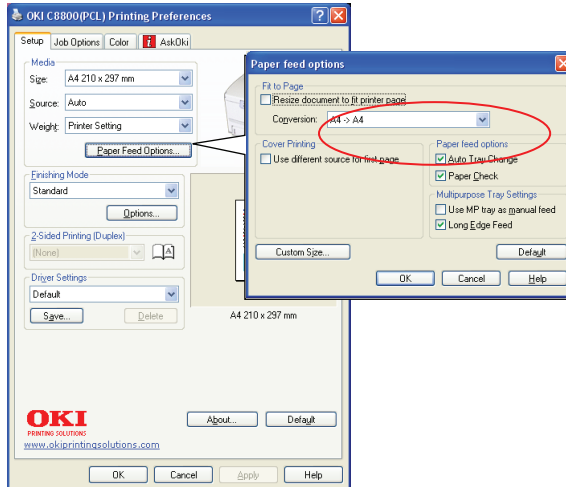 OKI C8800(PCL) Printing Preferences
Setup Job Options Color i AskOki
Media
Size: A4 210 x 297 mm
Source: Auto
Weight: Printer Setting
Paper Feed Options...
Finishing Mode
Standard
Options...
2-Sided Printing (Duplex)
(None)
A
Driver Settings
Default
Save... Delete
A4 210 x 297 mm
OKI
PRINTING SOLUTIONS
www.okiprintingsolutions.com
About... Default
OK Cancel Apply Help
Paper feed options
Fit to Page
Resize document to fit printer page
Conversion: A4 -> A4
Cover Printing
Use different source for first page
Paper feed options
Auto Tray Change
Paper Check
Multipurpose Tray Settings
Use MP tray as manual feed
Long Edge Feed
Custom Size... Default
OK Cancel Help